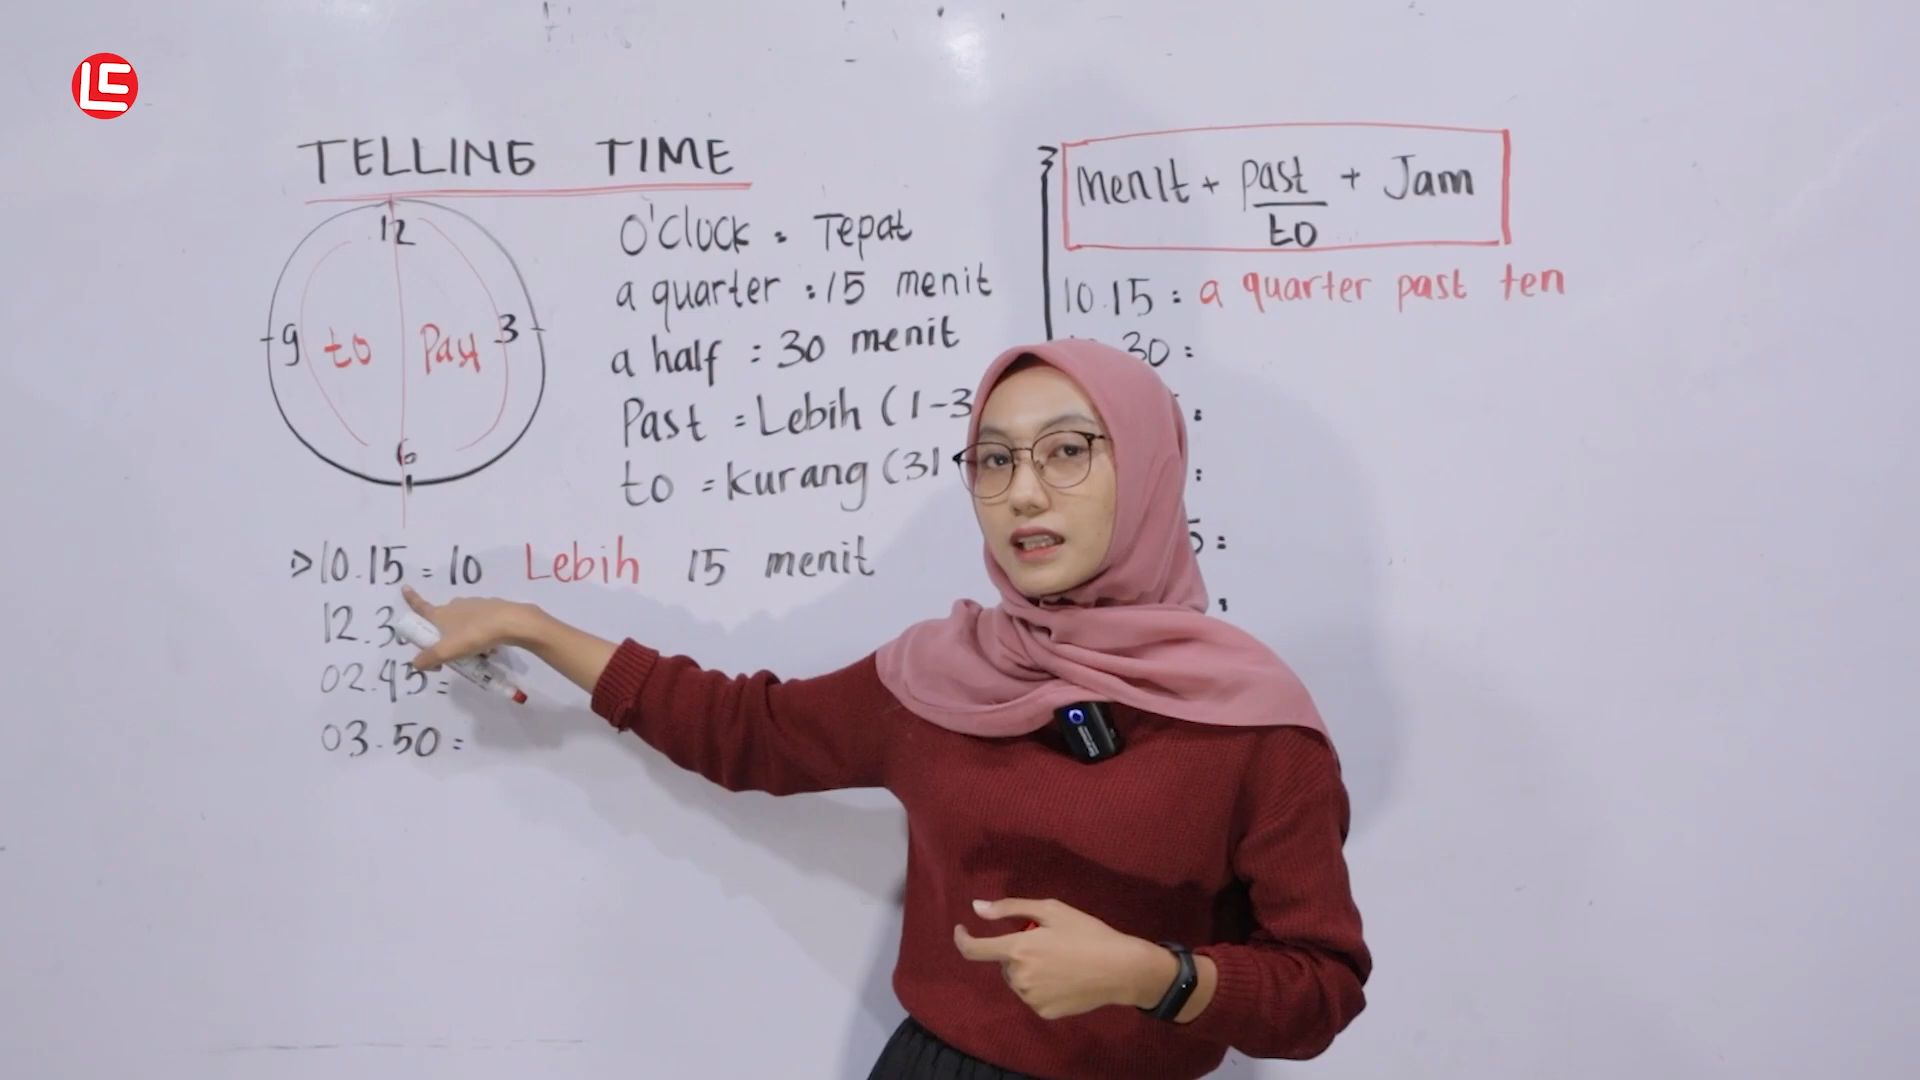 LC
TELLING TIME
12
9 to Past 3
6
O'Clock = Tepat
a quarter = 15 menit
a half : 30 menit
Past = Lebih (1-3
to = kurang (31
10.15 = 10 Lebih 15 menit
12.3
02.45 =
03.50 =
Menit + past + Jam
to
10.15 : a quarter past ten
30 :
:
:
5 :